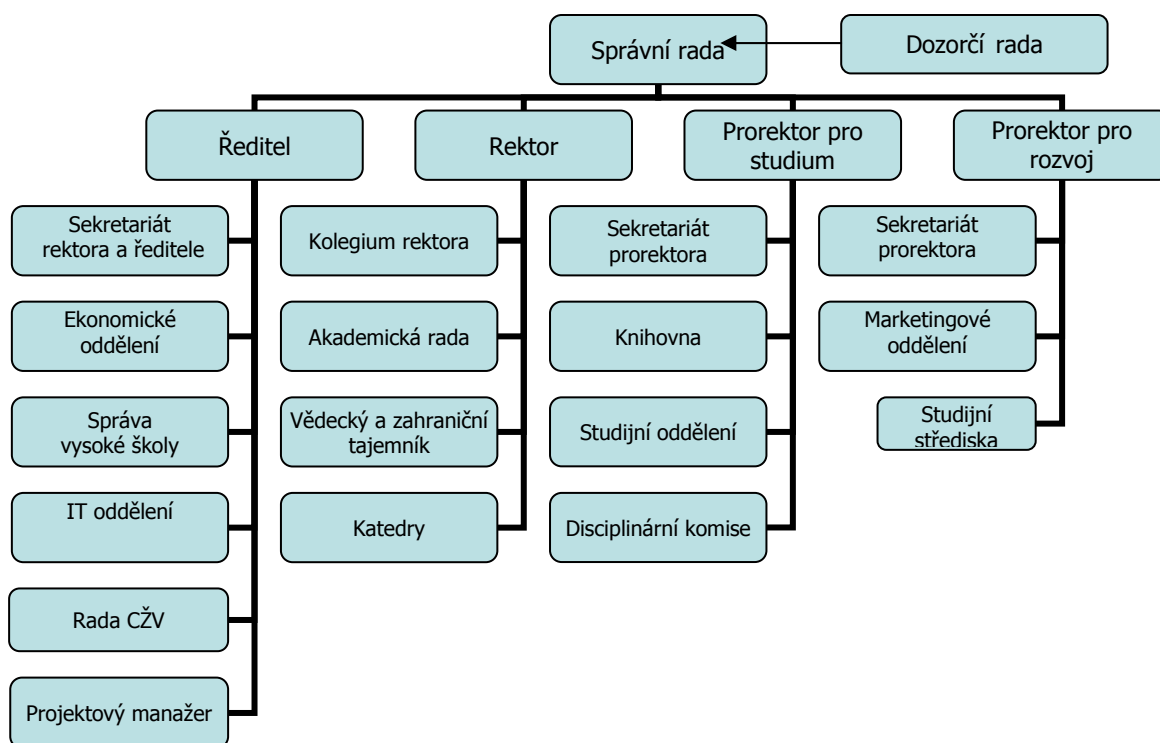 Správní rada
Dozorčí rada
Ředitel
Rektor
Prorektor pro
studium
Prorektor pro
rozvoj
Sekretariát
rektora a ředitele
Ekonomické
oddělení
Správa
vysoké školy
IT oddělení
Rada CŽV
Projektový manažer
Kolegium rektora
Akademická rada
Vědecký a zahraniční
tajemník
Katedry
Sekretariát
prorektora
Knihovna
Studijní oddělení
Disciplinární komise
Sekretariát
prorektora
Marketingové
oddělení
Studijní
střediska